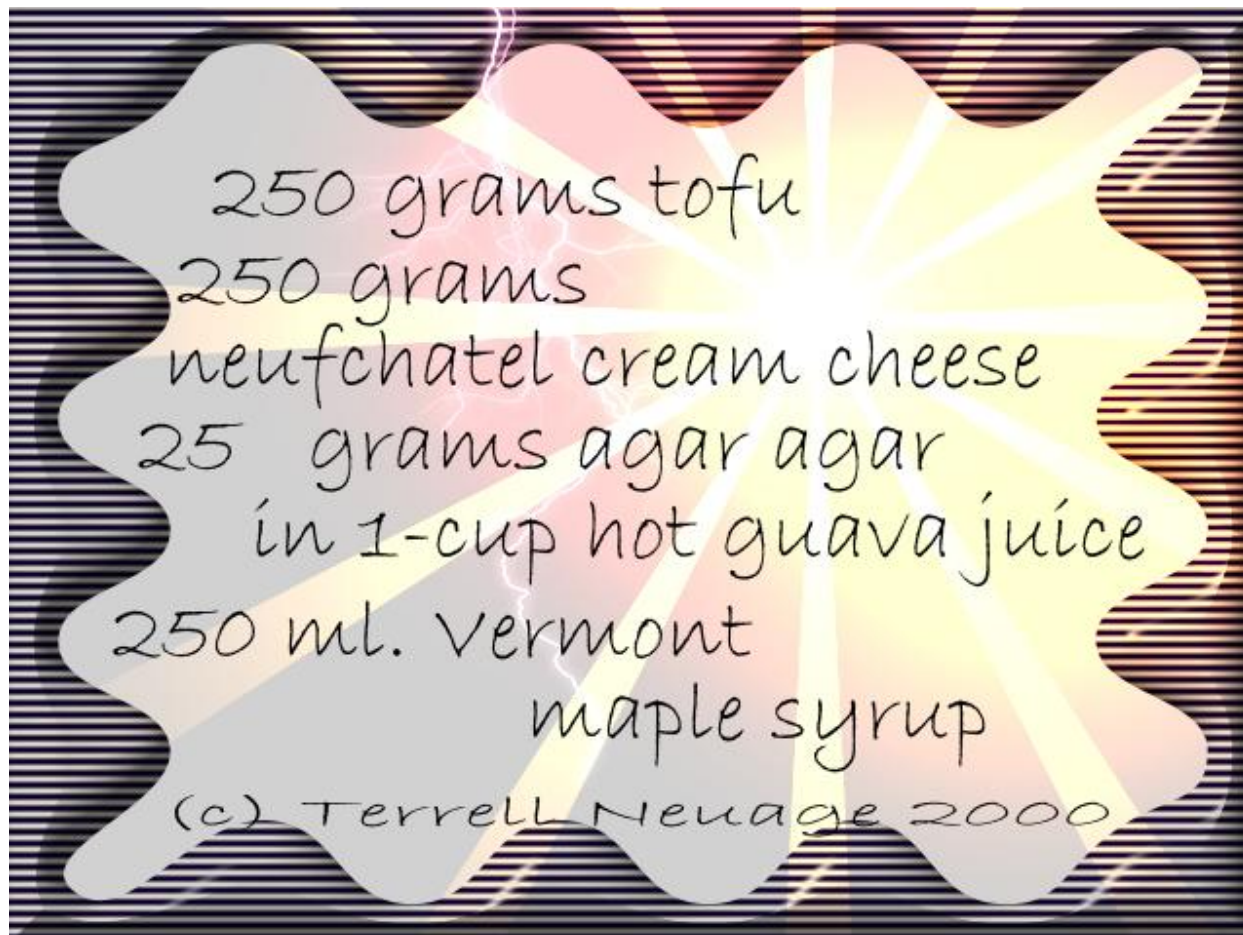 250 grams tofu
250 grams
neufchatel cream cheese
25 grams agar agar
in 1-cup hot guava juice
250 ml. Vermont
maple syrup
(c) Terrell Neuage 2000